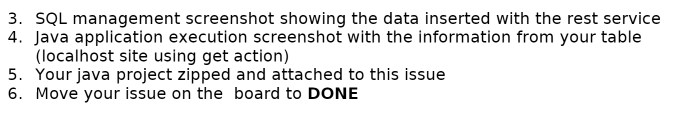 3. SQL management screenshot showing the data inserted with the rest service
4. Java application execution screenshot with the information from your table
(localhost site using get action)
5. Your java project zipped and attached to this issue
6. Move your issue on the  board to DONE